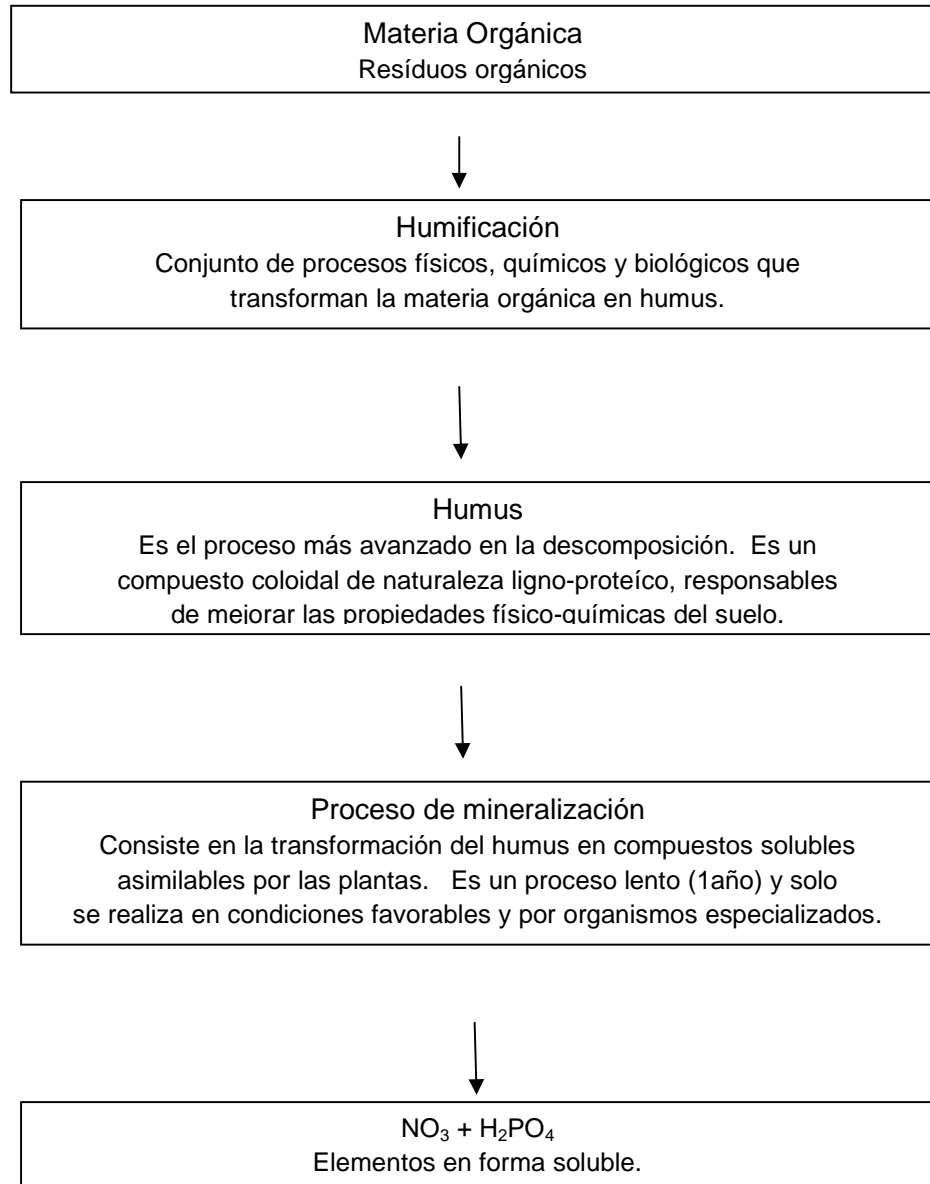 Materia Orgánica
Resíduos orgánicos
Humificación
Conjunto de procesos físicos, químicos y biológicos que
transforman la materia orgánica en humus.
Humus
Es el proceso más avanzado en la descomposición.  Es un
compuesto coloidal de naturaleza ligno-proteíco, responsables
de mejorar las propiedades físico-químicas del suelo.
Proceso de mineralización
Consiste en la transformación del humus en compuestos solubles
asimilables por las plantas.   Es un proceso lento (1año) y solo
se realiza en condiciones favorables y por organismos especializados.
NO₃ + H₂PO₄
Elementos en forma soluble.